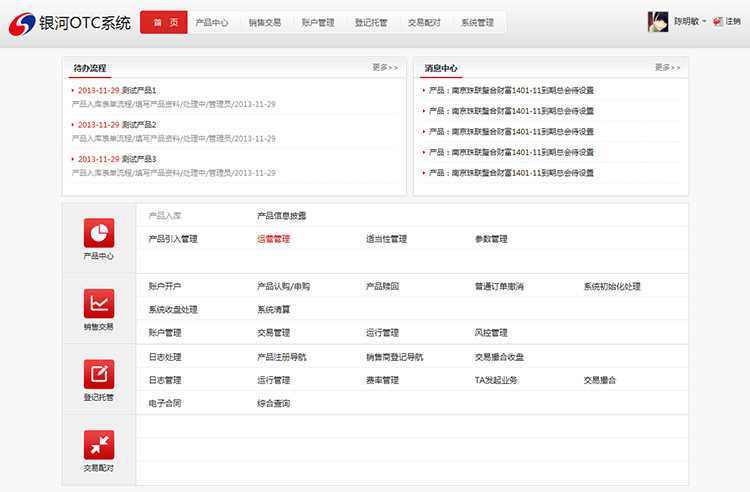 银河OTC系统 首 页 产品中心 销售交易 账户管理 登记托管 交易配对 系统管理 陈明敏 注销
待办流程 更多>>
2013-11-29 测试产品1
产品入库表单流程/填写产品资料/处理中/管理员/2013-11-29
2013-11-29 测试产品2
产品入库表单流程/填写产品资料/处理中/管理员/2013-11-29
2013-11-29 测试产品3
产品入库表单流程/填写产品资料/处理中/管理员/2013-11-29
消息中心 更多>>
产品：南京珠联璧合财富1401-11到期总会待设置
产品：南京珠联璧合财富1401-11到期总会待设置
产品：南京珠联璧合财富1401-11到期总会待设置
产品：南京珠联璧合财富1401-11到期总会待设置
产品：南京珠联璧合财富1401-11到期总会待设置
产品中心
产品入库 产品信息披露
产品引入管理 运营管理 适当性管理 参数管理
销售交易
账户开户 产品认购/申购 产品赎回 普通订单撤消 系统初始化处理
系统收盘处理 系统清算
账户管理 交易管理 运行管理 风控管理
登记托管
日志处理 产品注册导航 销售商登记导航 交易撮合收盘
日志管理 运行管理 费率管理 TA发起业务 交易撮合
电子合同 综合查询
交易配对